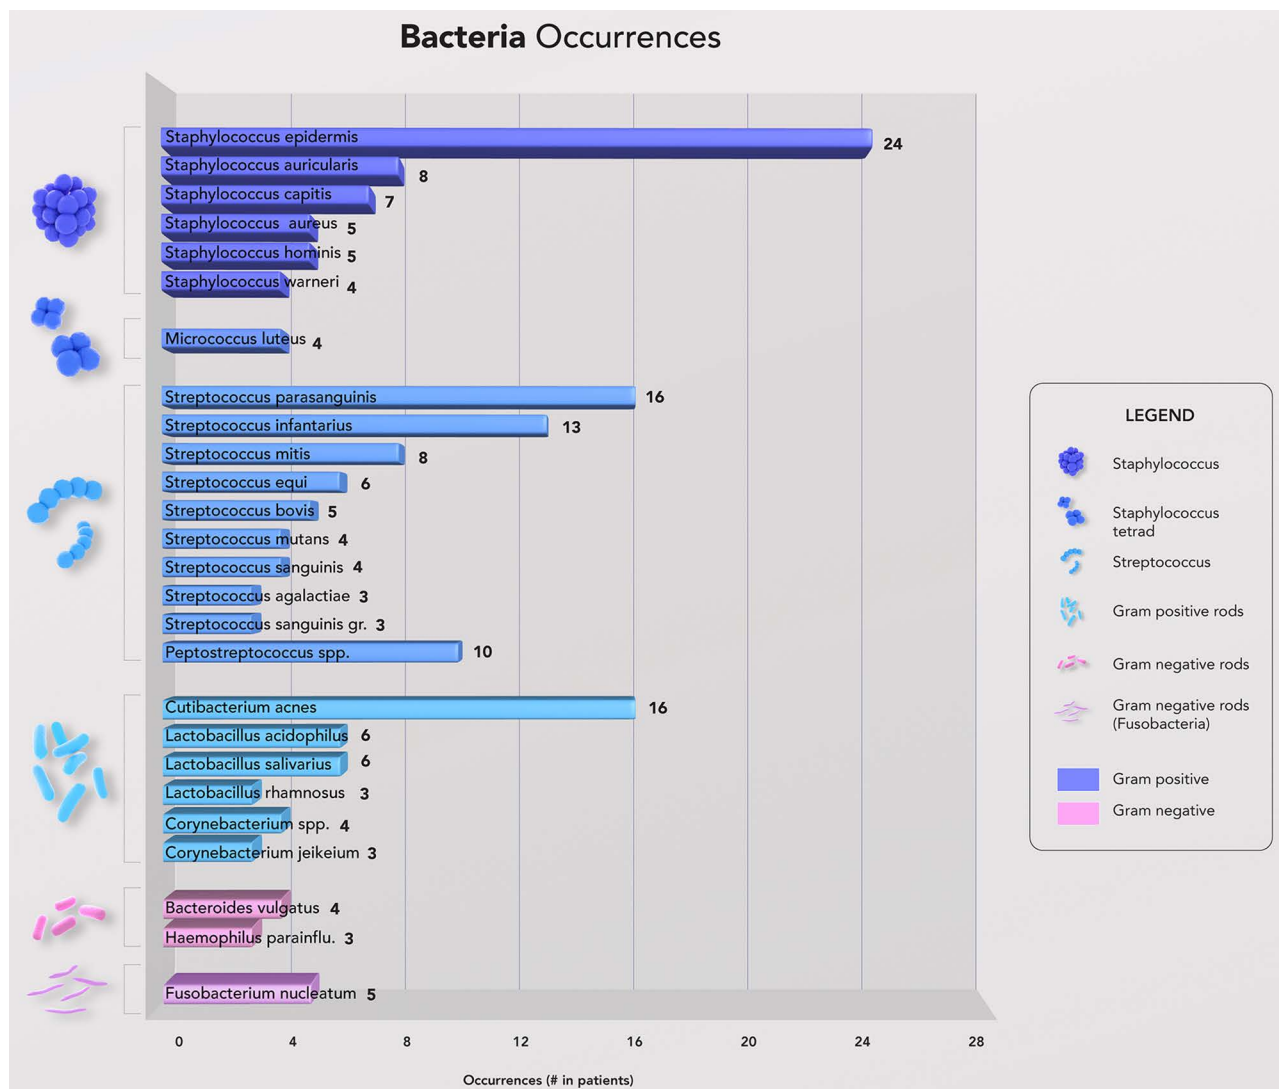 Bacteria Occurrences
Staphylococcus epidermis 24
Staphylococcus auricularis 8
Staphylococcus capitis 7
Staphylococcus aureus 5
Staphylococcus hominis 5
Staphylococcus warneri 4
Micrococcus luteus 4
Streptococcus parasanguinis 16
Streptococcus infantarius 13
Streptococcus mitis 8
Streptococcus equi 6
Streptococcus bovis 5
Streptococcus mutans 4
Streptococcus sanguinis 4
Streptococcus agalactiae 3
Streptococcus sanguinis gr. 3
Peptostreptococcus spp. 10
Cutibacterium acnes 16
Lactobacillus acidophilus 6
Lactobacillus salivarius 6
Lactobacillus rhamnosus 3
Corynebacterium spp. 4
Corynebacterium jeikeium 3
Bacteroides vulgatus 4
Haemophilus parainflu. 3
Fusobacterium nucleatum 5
0 4 8 12 16 20 24 28
Occurrences (# in patients)
LEGEND
Staphylococcus
Staphylococcus
tetrad
Streptococcus
Gram positive rods
Gram negative rods
Gram negative rods
(Fusobacteria)
Gram positive
Gram negative